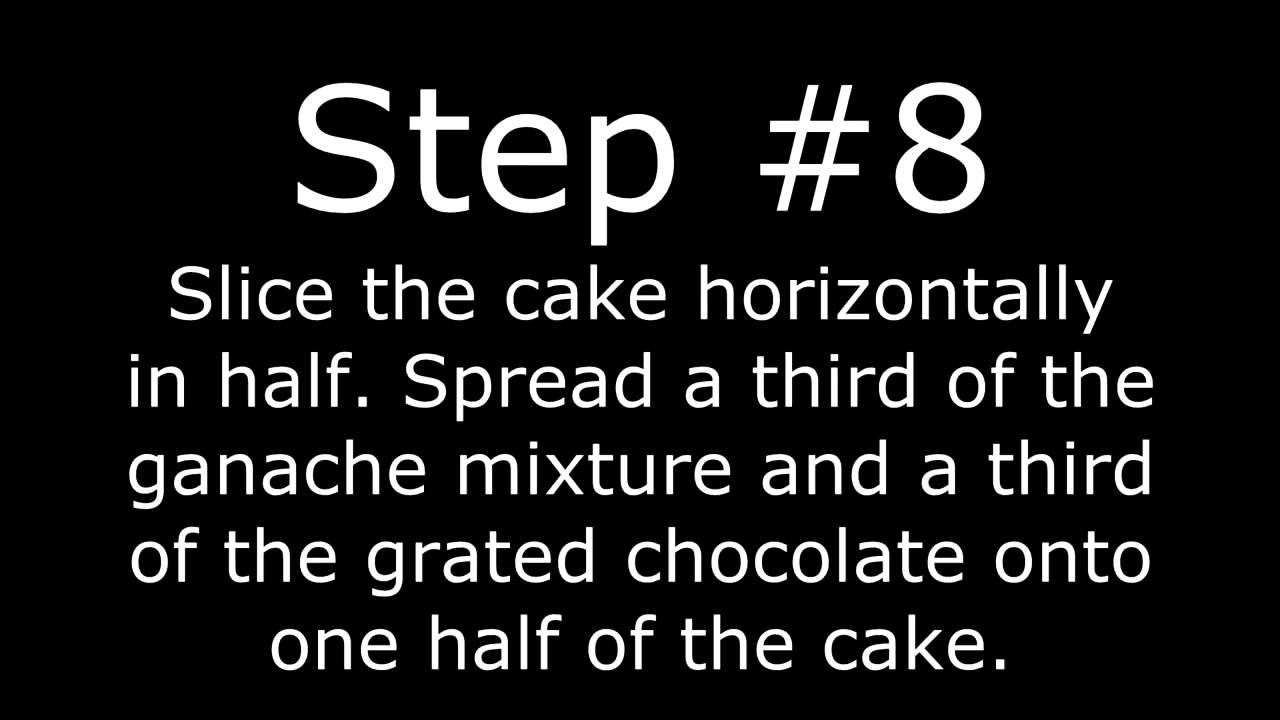 Step #8
Slice the cake horizontally
in half. Spread a third of the
ganache mixture and a third
of the grated chocolate onto
one half of the cake.